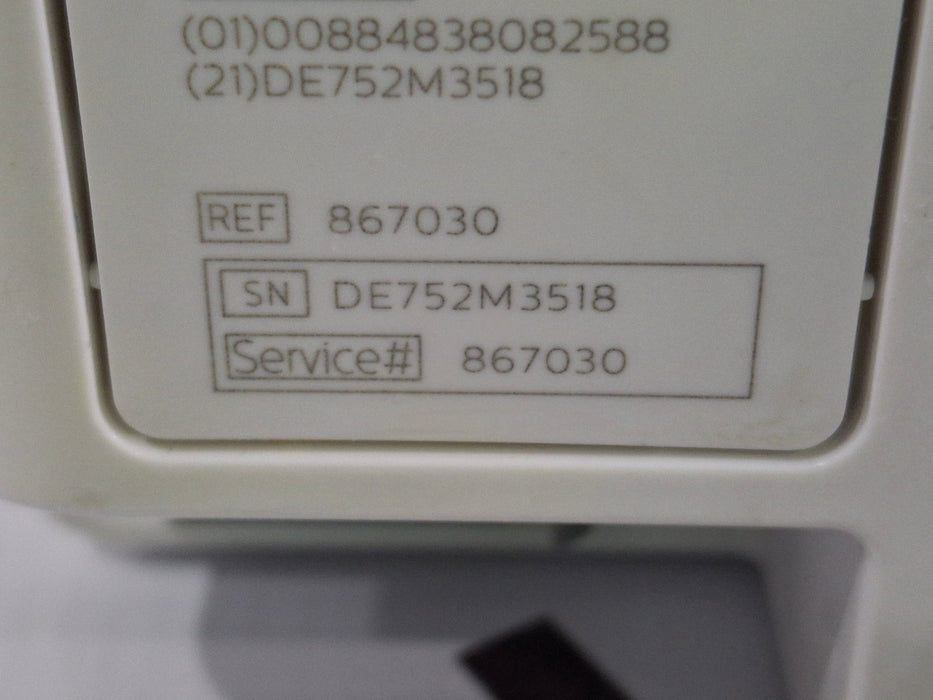 (01)00884838082588
(21)DE752M3518
REF 867030
SN DE752M3518
Service# 867030